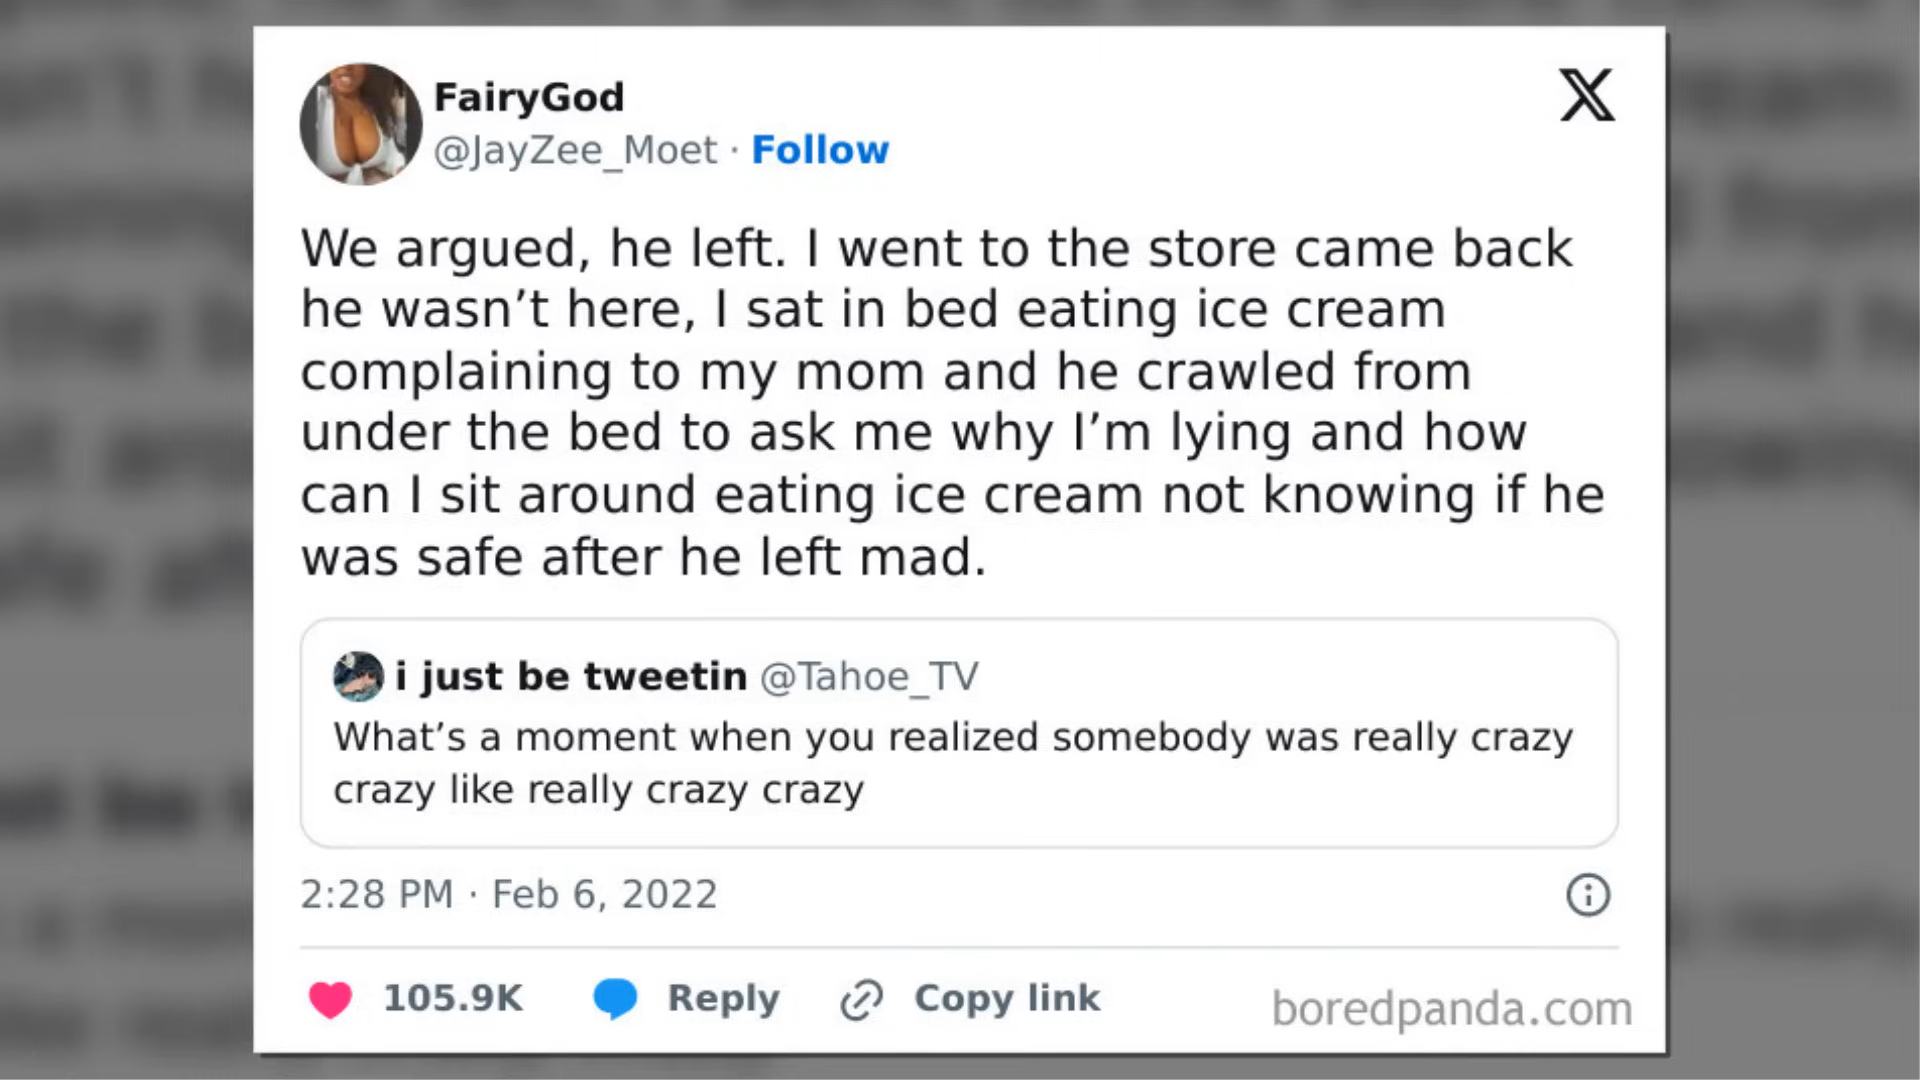 FairyGod
@JayZee_Moet · Follow
We argued, he left. I went to the store came back
he wasn’t here, I sat in bed eating ice cream
complaining to my mom and he crawled from
under the bed to ask me why I’m lying and how
can I sit around eating ice cream not knowing if he
was safe after he left mad.
i just be tweetin @Tahoe_TV
What’s a moment when you realized somebody was really crazy
crazy like really crazy crazy
2:28 PM · Feb 6, 2022
105.9K Reply Copy link
boredpanda.com